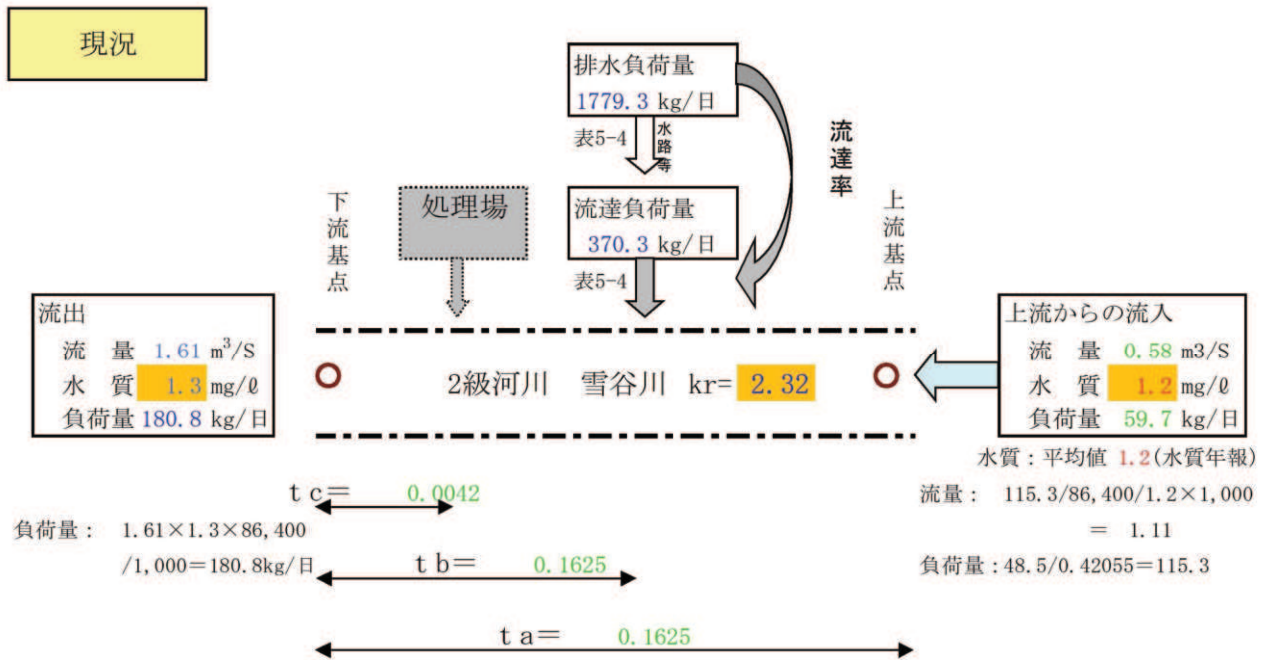 現況
排水負荷量
1779.3 kg/日
表5-4
水路等
流達率
下流基点
処理場
流達負荷量
370.3 kg/日
表5-4
上流基点
流出
流 量 1.61 m³/S
水 質 1.3 mg/ℓ
負荷量 180.8 kg/日
2級河川 雪谷川 kr= 2.32
上流からの流入
流 量 0.58 m3/S
水 質 1.2 mg/ℓ
負荷量 59.7 kg/日
水質：平均値 1.2(水質年報)
流量： 115.3/86,400/1.2×1,000
＝ 1.11
負荷量：48.5/0.42055＝115.3
ｔｃ＝ 0.0042
負荷量： 1.61×1.3×86,400
/1,000＝180.8kg/日
ｔｂ＝ 0.1625
ｔａ＝ 0.1625